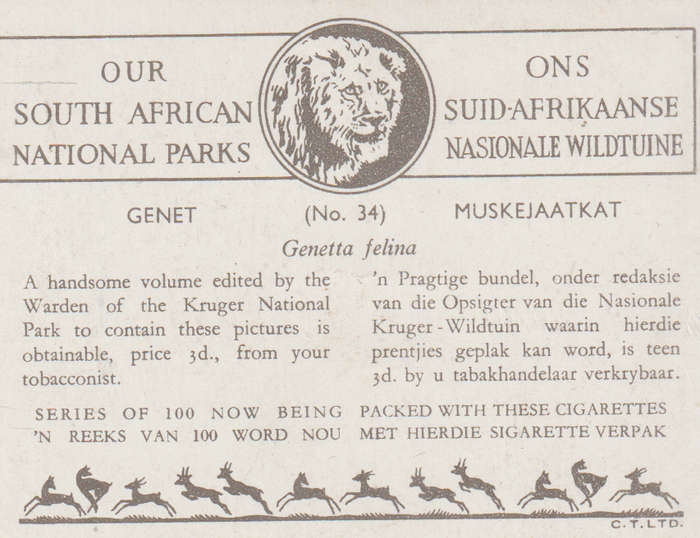 OUR
SOUTH AFRICAN
NATIONAL PARKS
ONS
SUID-AFRIKAANSE
NASIONALE WILDTUINE
GENET (No. 34) MUSKEJAATKAT
Genetta felina
A handsome volume edited by the
Warden of the Kruger National
Park to contain these pictures is
obtainable, price 3d., from your
tobacconist.
'n Pragtige bundel, onder redaksie
van die Opsigter van die Nasionale
Kruger-Wildtuin waarin hierdie
prentjies geplak kan word, is teen
3d. by u tabakhandelaar verkrybaar.
SERIES OF 100 NOW BEING PACKED WITH THESE CIGARETTES
'N REEKS VAN 100 WORD NOU MET HIERDIE SIGARETTE VERPAK
C.T.LTD.